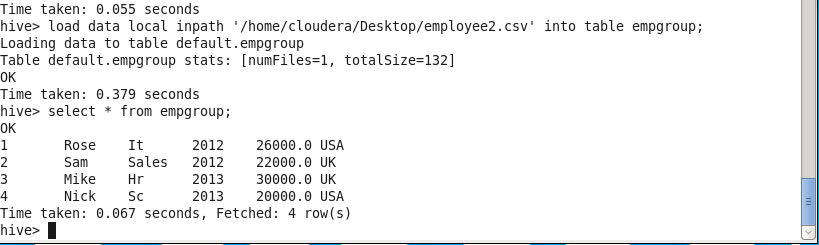 Time taken: 0.055 seconds
hive> load data local inpath '/home/cloudera/Desktop/employee2.csv' into table empgroup;
Loading data to table default.empgroup
Table default.empgroup stats: [numFiles=1, totalSize=132]
OK
Time taken: 0.379 seconds
hive> select * from empgroup;
OK
1 Rose It 2012 26000.0 USA
2 Sam Sales 2012 22000.0 UK
3 Mike Hr 2013 30000.0 UK
4 Nick Sc 2013 20000.0 USA
Time taken: 0.067 seconds, Fetched: 4 row(s)
hive>